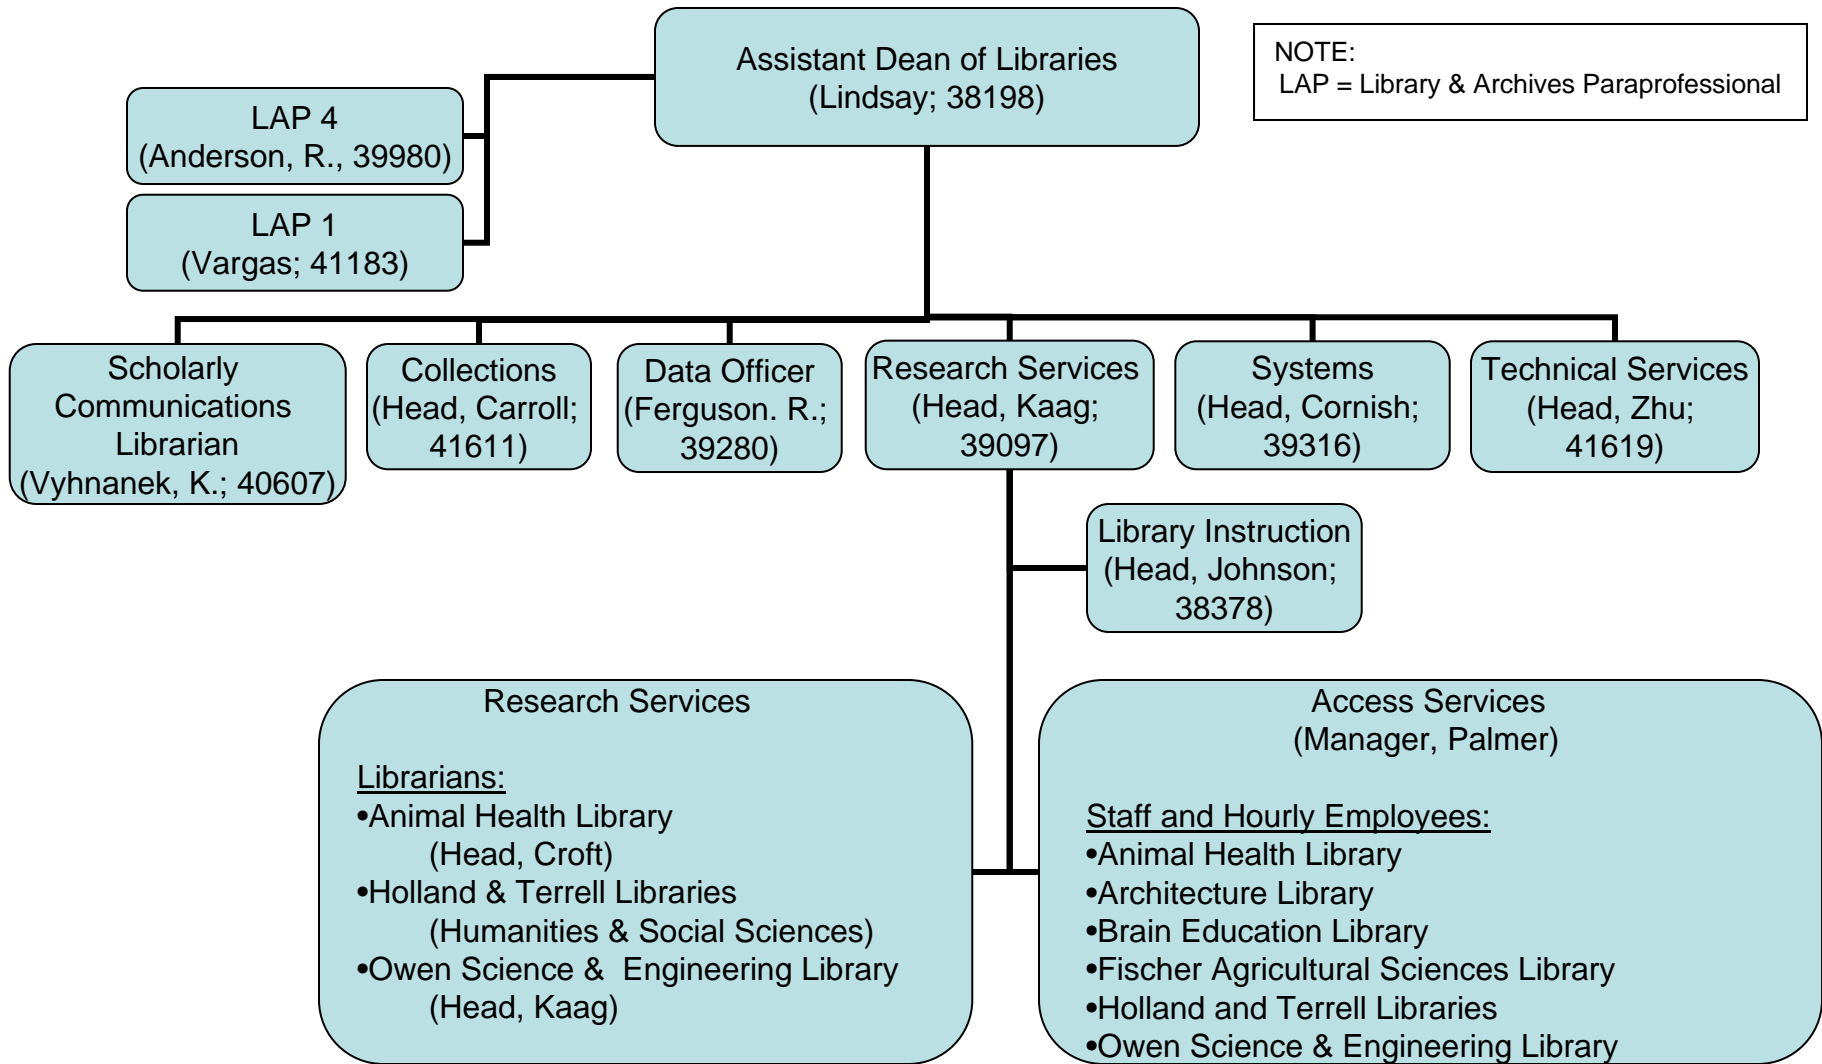 Assistant Dean of Libraries
(Lindsay; 38198)
NOTE:
LAP = Library & Archives Paraprofessional
LAP 4
(Anderson, R., 39980)
LAP 1
(Vargas; 41183)
Scholarly
Communications
Librarian
(Vyhnanek, K.; 40607)
Collections
(Head, Carroll;
41611)
Data Officer
(Ferguson. R.;
39280)
Research Services
(Head, Kaag;
39097)
Systems
(Head, Cornish;
39316)
Technical Services
(Head, Zhu;
41619)
Library Instruction
(Head, Johnson;
38378)
Research Services
Librarians:
•Animal Health Library
(Head, Croft)
•Holland & Terrell Libraries
(Humanities & Social Sciences)
•Owen Science &  Engineering Library
(Head, Kaag)
Access Services
(Manager, Palmer)
Staff and Hourly Employees:
•Animal Health Library
•Architecture Library
•Brain Education Library
•Fischer Agricultural Sciences Library
•Holland and Terrell Libraries
•Owen Science & Engineering Library